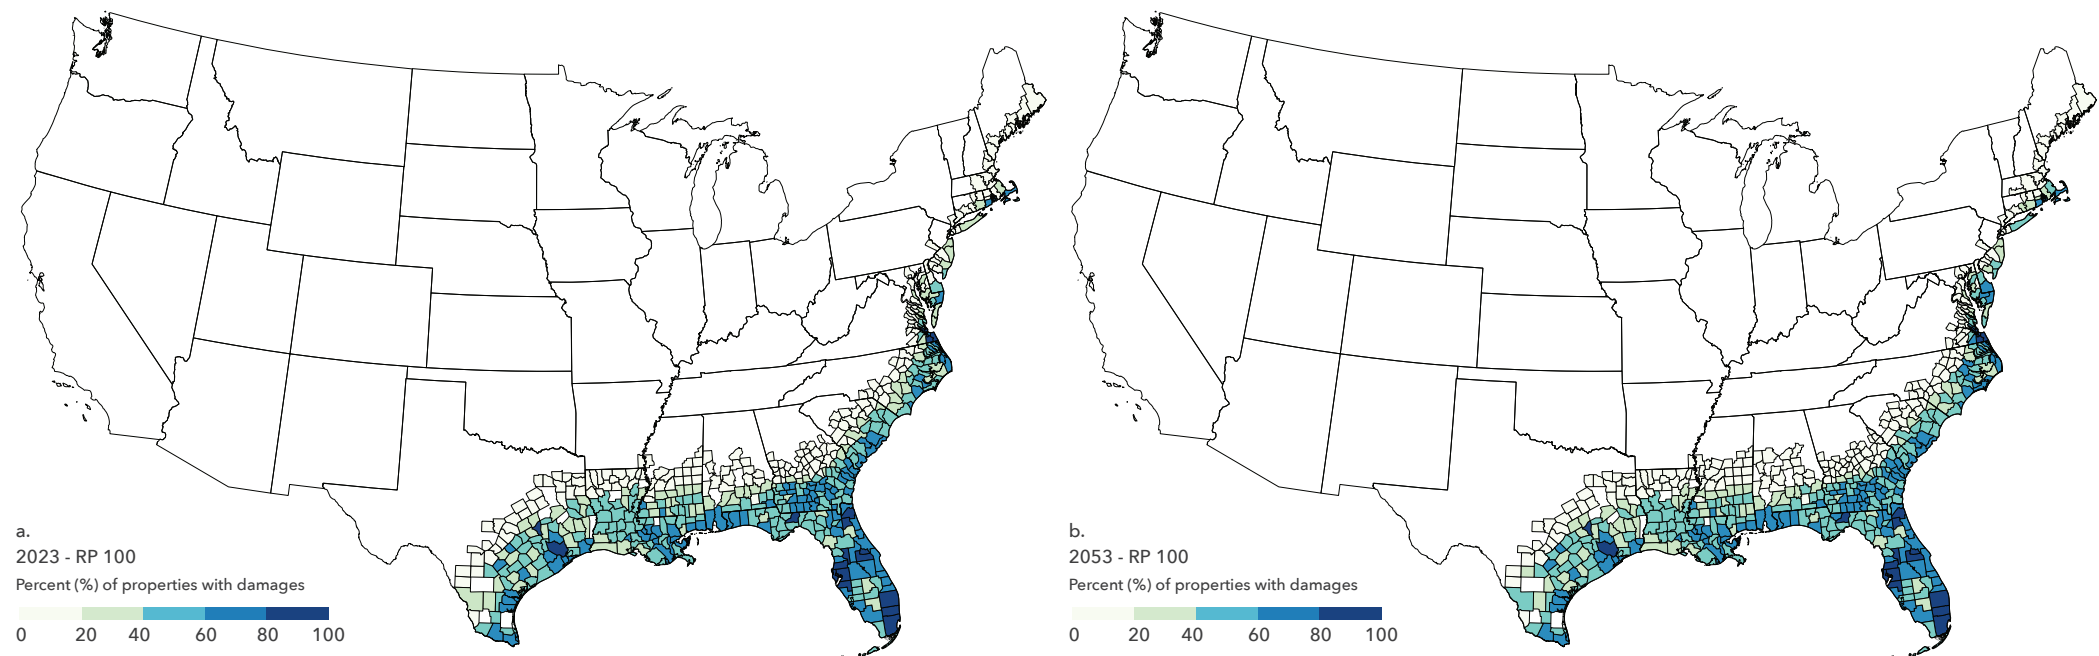 a.
2023 - RP 100
Percent (%) of properties with damages
0 20 40 60 80 100
b.
2053 - RP 100
Percent (%) of properties with damages
0 20 40 60 80 100